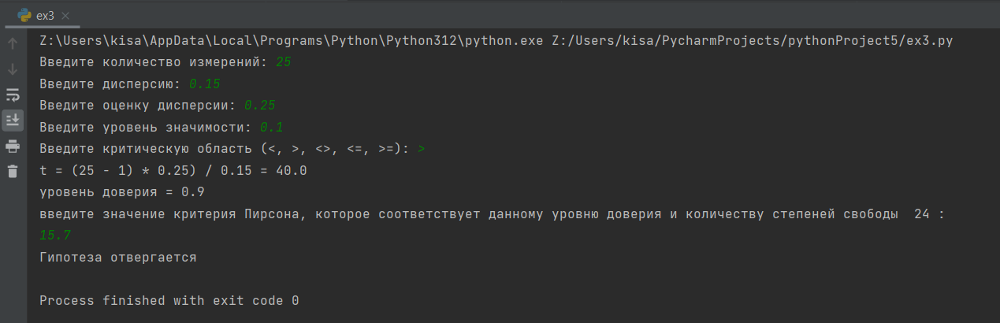 ex3
Z:\Users\kisa\AppData\Local\Programs\Python\Python312\python.exe Z:/Users/kisa/PycharmProjects/pythonProject5/ex3.py
Введите количество измерений: 25
Введите дисперсию: 0.15
Введите оценку дисперсии: 0.25
Введите уровень значимости: 0.1
Введите критическую область (<, >, <>, <=, >=): >
t = (25 - 1) * 0.25) / 0.15 = 40.0
уровень доверия = 0.9
введите значение критерия Пирсона, которое соответствует данному уровню доверия и количеству степеней свободы  24 :
15.7
Гипотеза отвергается
Process finished with exit code 0